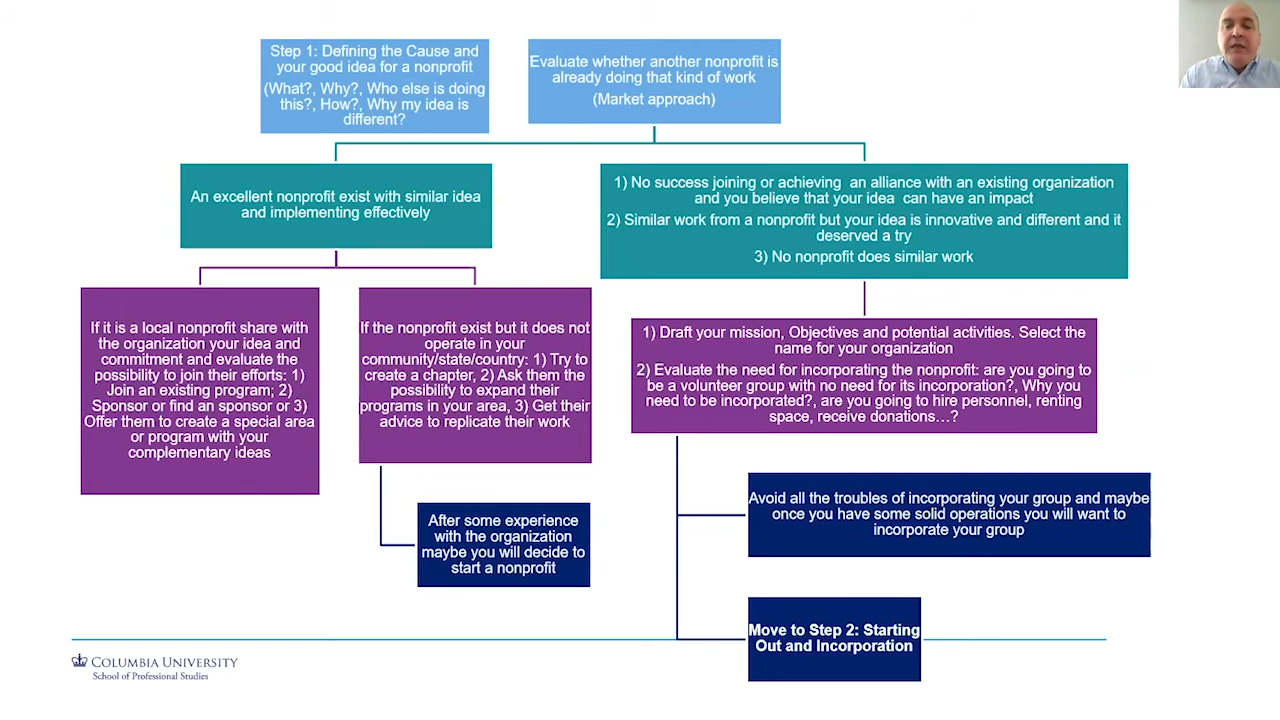 Step 1: Defining the Cause and
your good idea for a nonprofit
(What?, Why?, Who else is doing
this?, How?, Why my idea is
different?
Evaluate whether another nonprofit is
already doing that kind of work
(Market approach)
An excellent nonprofit exist with similar idea
and implementing effectively
1) No success joining or achieving an alliance with an existing organization
and you believe that your idea can have an impact
2) Similar work from a nonprofit but your idea is innovative and different and it
deserved a try
3) No nonprofit does similar work
If it is a local nonprofit share with
the organization your idea and
commitment and evaluate the
possibility to join their efforts: 1)
Join an existing program; 2)
Sponsor or find an sponsor or 3)
Offer them to create a special area
or program with your
complementary ideas
If the nonprofit exist but it does not
operate in your
community/state/country: 1) Try to
create a chapter, 2) Ask them the
possibility to expand their
programs in your area, 3) Get their
advice to replicate their work
1) Draft your mission, Objectives and potential activities. Select the
name for your organization
2) Evaluate the need for incorporating the nonprofit: are you going to
be a volunteer group with no need for its incorporation?, Why you
need to be incorporated?, are you going to hire personnel, renting
space, receive donations…?
After some experience
with the organization
maybe you will decide to
start a nonprofit
Avoid all the troubles of incorporating your group and maybe
once you have some solid operations you will want to
incorporate your group
Move to Step 2: Starting
Out and Incorporation
COLUMBIA UNIVERSITY
School of Professional Studies